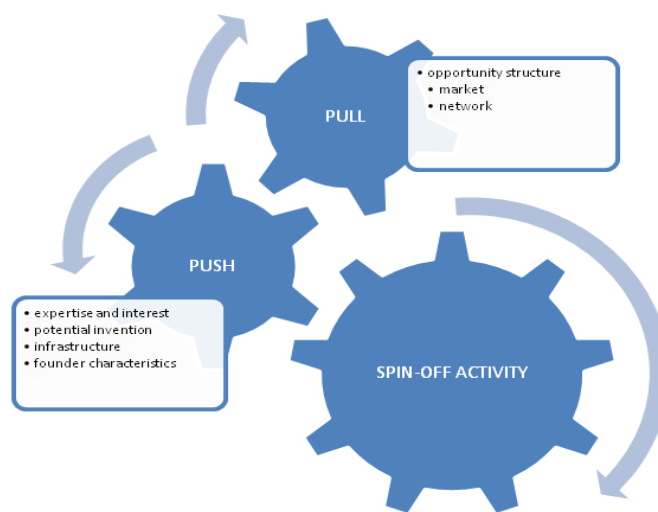 PULL
• opportunity structure
• market
• network
PUSH
• expertise and interest
• potential invention
• infrastructure
• founder characteristics
SPIN-OFF ACTIVITY